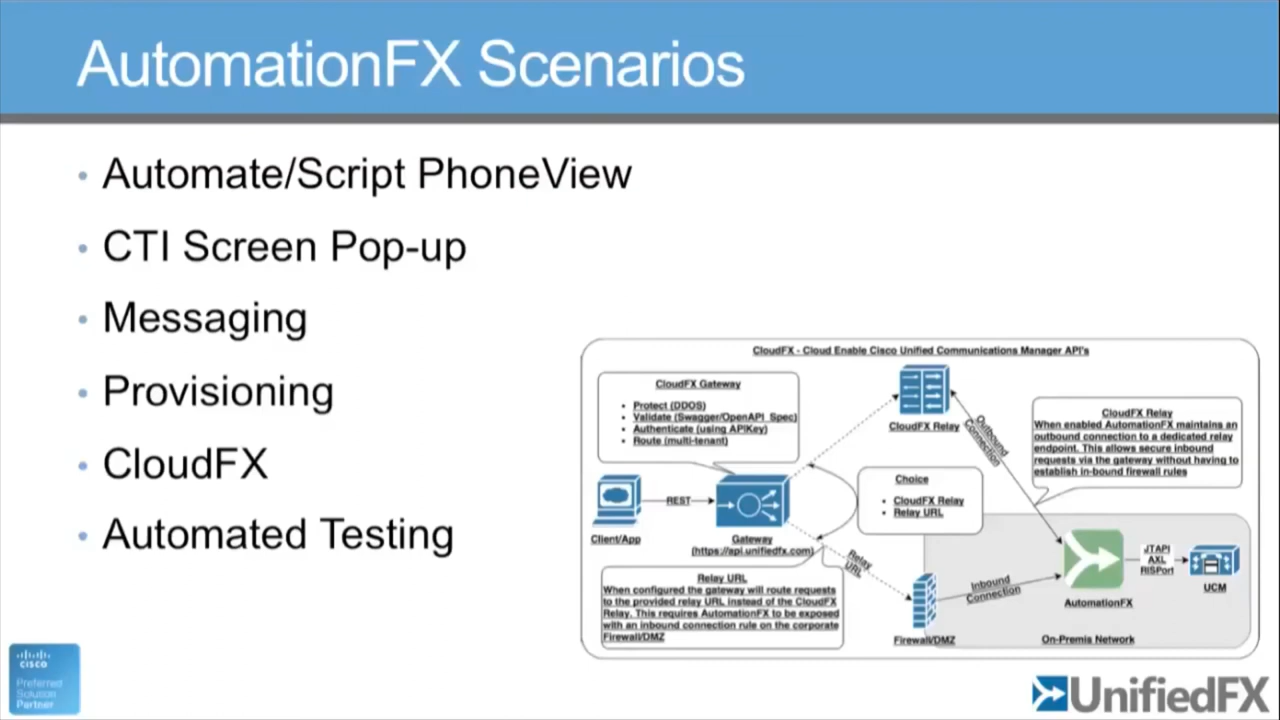 AutomationFX Scenarios
• Automate/Script PhoneView
• CTI Screen Pop-up
• Messaging
• Provisioning
• CloudFX
• Automated Testing
CloudFX - Cloud Enable Cisco Unified Communications Manager API's
CloudFX Gateway
• Protect (DDOS)
• Validate (Swagger/OpenAPI Spec)
• Authenticate (using APIKey)
• Route (multi-tenant)
CloudFX Relay
Outbound
Connection
CloudFX Relay
When enabled AutomationFX maintains an
outbound connection to a dedicated relay
endpoint. This allows secure inbound
requests via the gateway without having to
establish in-bound firewall rules
Choice
• CloudFX Relay
• Relay URL
REST
Client/App
Gateway
(https://api.unifiedfx.com)
Relay
URL
Relay URL
When configured the gateway will route requests
to the provided relay URL instead of the CloudFX
Relay. This requires AutomationFX to be exposed
with an inbound connection rule on the corporate
Firewall/DMZ
Inbound
Connection
Firewall/DMZ
AutomationFX
JTAPI
AXL
RISPort
UCM
On-Premis Network
CISCO
Preferred
Solution
Partner
UnifiedFX